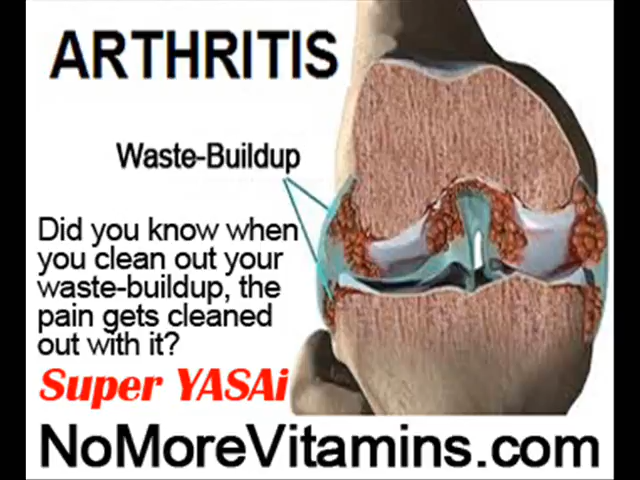 ARTHRITIS
Waste-Buildup
Did you know when
you clean out your
waste-buildup, the
pain gets cleaned
out with it?
Super YASAi
NoMoreVitamins.com